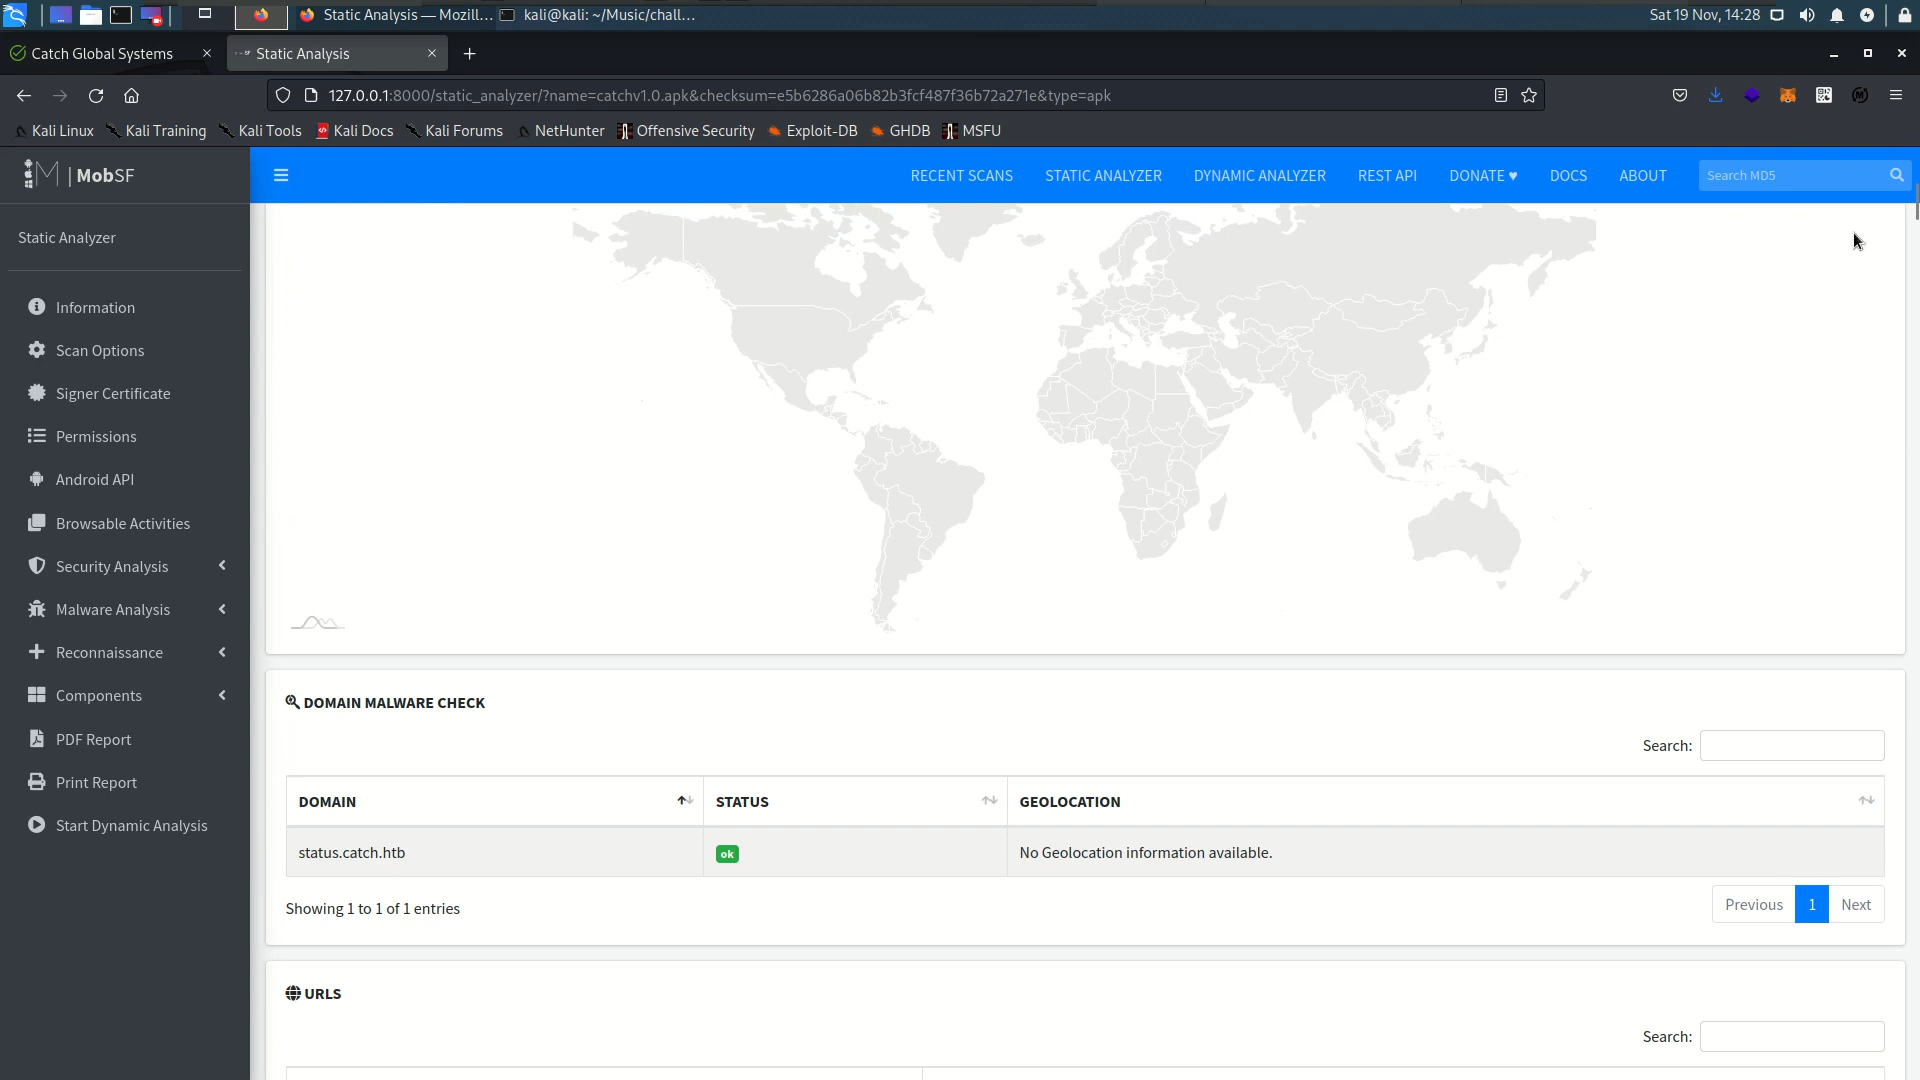 Static Analysis — Mozill...
kali@kali: ~/Music/chall...
Sat 19 Nov, 14:28
Catch Global Systems
Static Analysis
127.0.0.1:8000/static_analyzer/?name=catchv1.0.apk&checksum=e5b6286a06b82b3fcf487f36b72a271e&type=apk
Kali Linux
Kali Training
Kali Tools
Kali Docs
Kali Forums
NetHunter
Offensive Security
Exploit-DB
GHDB
MSFU
| MobSF
RECENT SCANS
STATIC ANALYZER
DYNAMIC ANALYZER
REST API
DONATE ♥
DOCS
ABOUT
Search MD5
Static Analyzer
Information
Scan Options
Signer Certificate
Permissions
Android API
Browsable Activities
Security Analysis
Malware Analysis
Reconnaissance
Components
PDF Report
Print Report
Start Dynamic Analysis
DOMAIN MALWARE CHECK
Search:
DOMAIN
STATUS
GEOLOCATION
status.catch.htb
ok
No Geolocation information available.
Showing 1 to 1 of 1 entries
Previous
1
Next
URLS
Search: